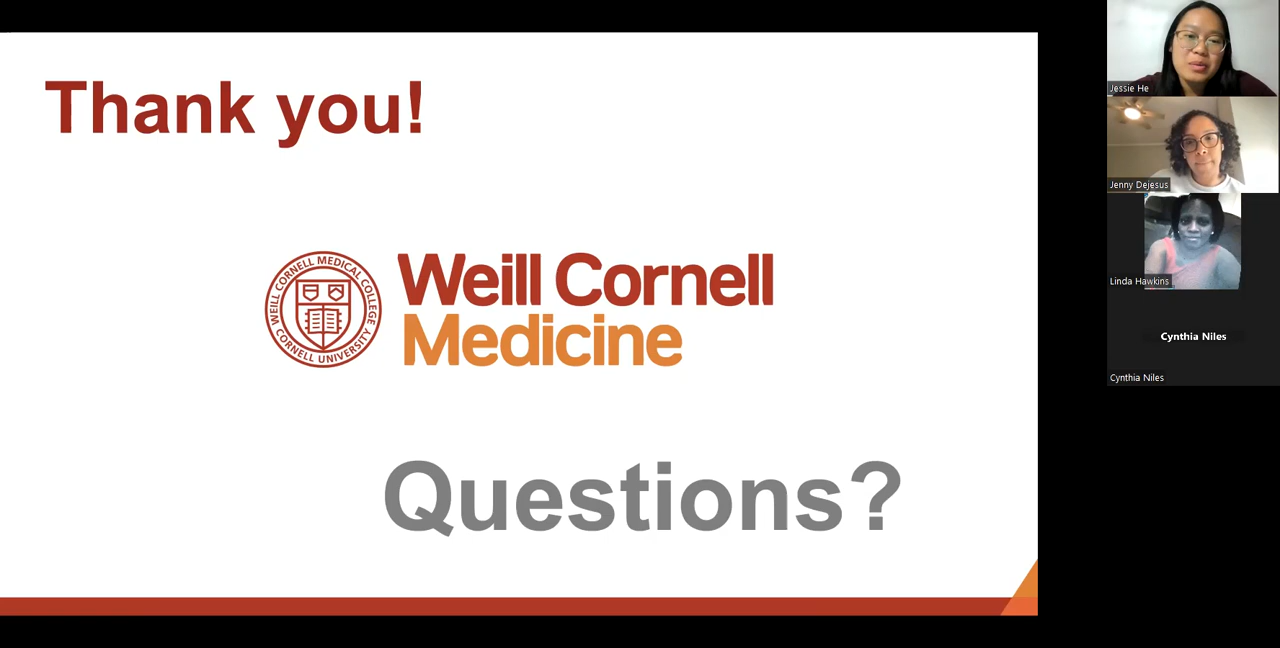 Thank you!
WEILL CORNELL MEDICAL COLLEGE
CORNELL UNIVERSITY
Weill Cornell
Medicine
Questions?
Jessie He
Jenny Dejesus
Linda Hawkins
Cynthia Niles
Cynthia Niles